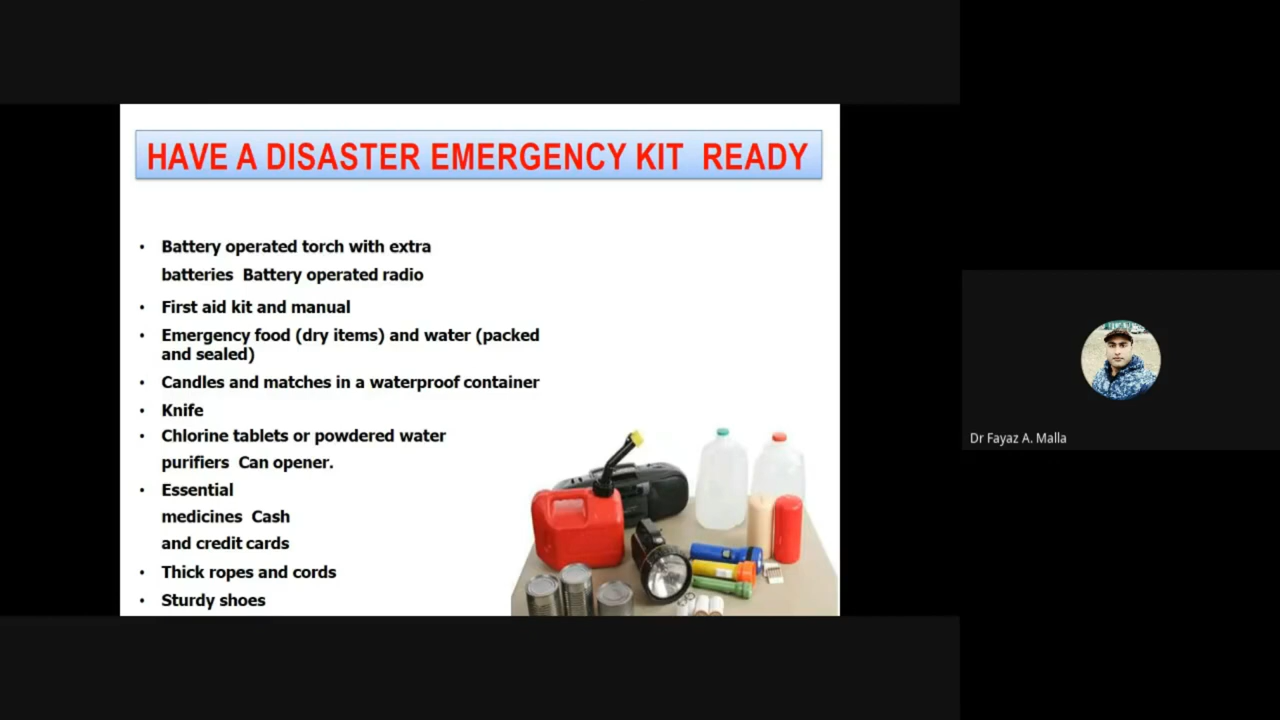 HAVE A DISASTER EMERGENCY KIT READY
• Battery operated torch with extra
batteries Battery operated radio
• First aid kit and manual
• Emergency food (dry items) and water (packed
and sealed)
• Candles and matches in a waterproof container
• Knife
• Chlorine tablets or powdered water
purifiers Can opener.
• Essential
medicines Cash
and credit cards
• Thick ropes and cords
• Sturdy shoes
Dr Fayaz A. Malla